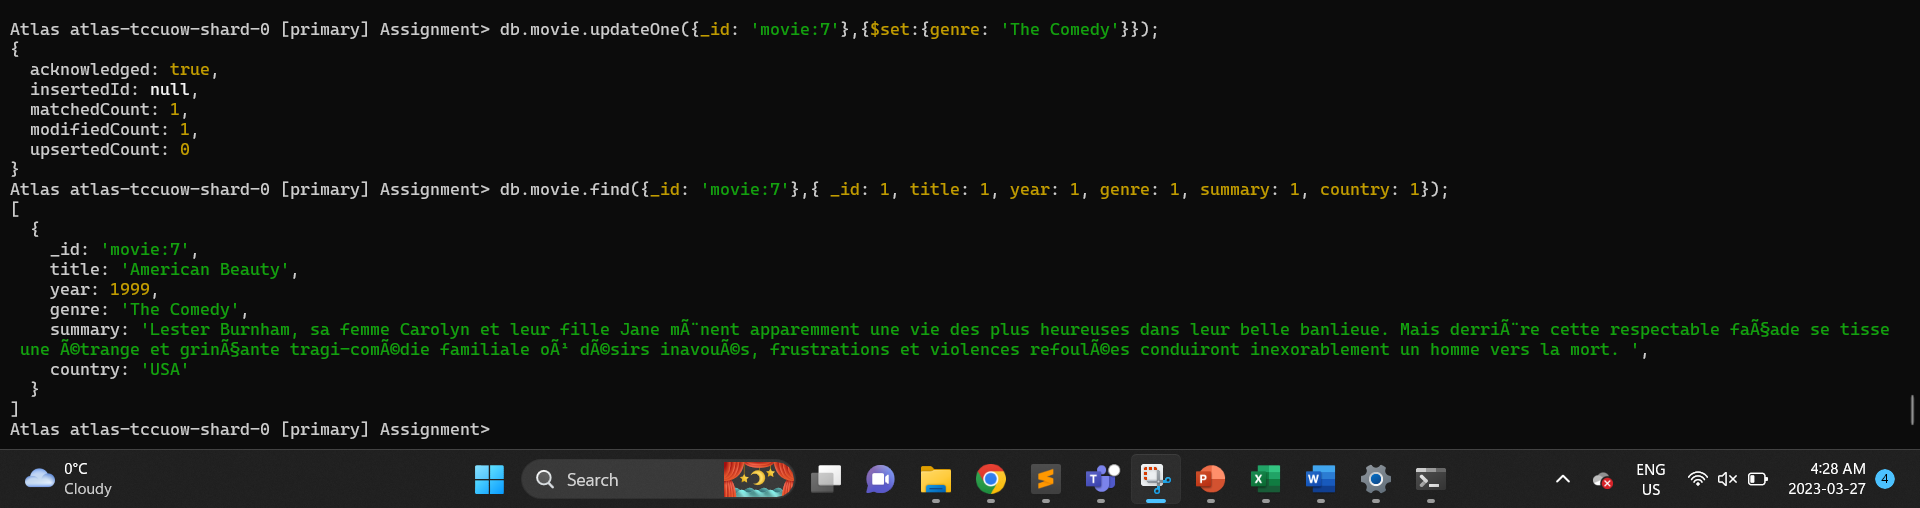 Atlas atlas-tccuow-shard-0 [primary] Assignment> db.movie.updateOne({_id: 'movie:7'},{$set:{genre: 'The Comedy'}});
{
  acknowledged: true,
  insertedId: null,
  matchedCount: 1,
  modifiedCount: 1,
  upsertedCount: 0
}
Atlas atlas-tccuow-shard-0 [primary] Assignment> db.movie.find({_id: 'movie:7'},{ _id: 1, title: 1, year: 1, genre: 1, summary: 1, country: 1});
[
  {
    _id: 'movie:7',
    title: 'American Beauty',
    year: 1999,
    genre: 'The Comedy',
    summary: 'Lester Burnham, sa femme Carolyn et leur fille Jane mÃ¨nent apparemment une vie des plus heureuses dans leur belle banlieue. Mais derriÃ¨re cette respectable faÃ§ade se tisse
 une Ã©trange et grinÃ§ante tragi-comÃ©die familiale oÃ¹ dÃ©sirs inavouÃ©s, frustrations et violences refoulÃ©es conduiront inexorablement un homme vers la mort. ',
    country: 'USA'
  }
]
Atlas atlas-tccuow-shard-0 [primary] Assignment>
0°C
Cloudy
Search
ENG
US
4:28 AM
2023-03-27
4